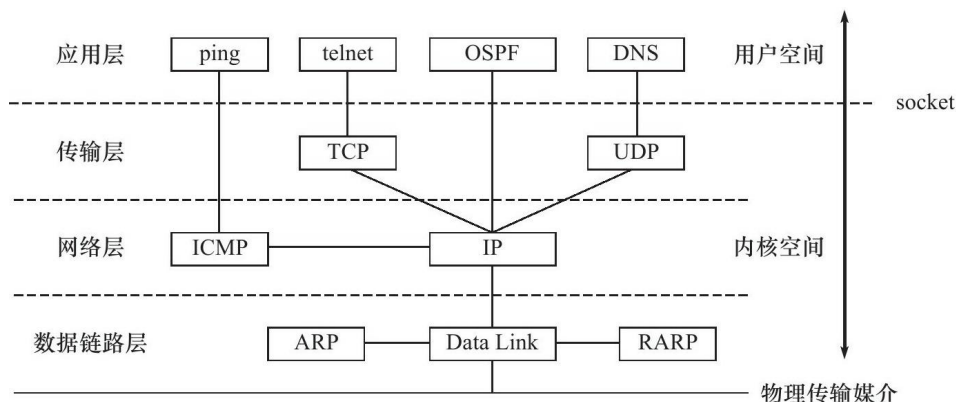 应用层 ping telnet OSPF DNS 用户空间
socket
传输层 TCP UDP
网络层 ICMP IP 内核空间
数据链路层 ARP Data Link RARP
物理传输媒介